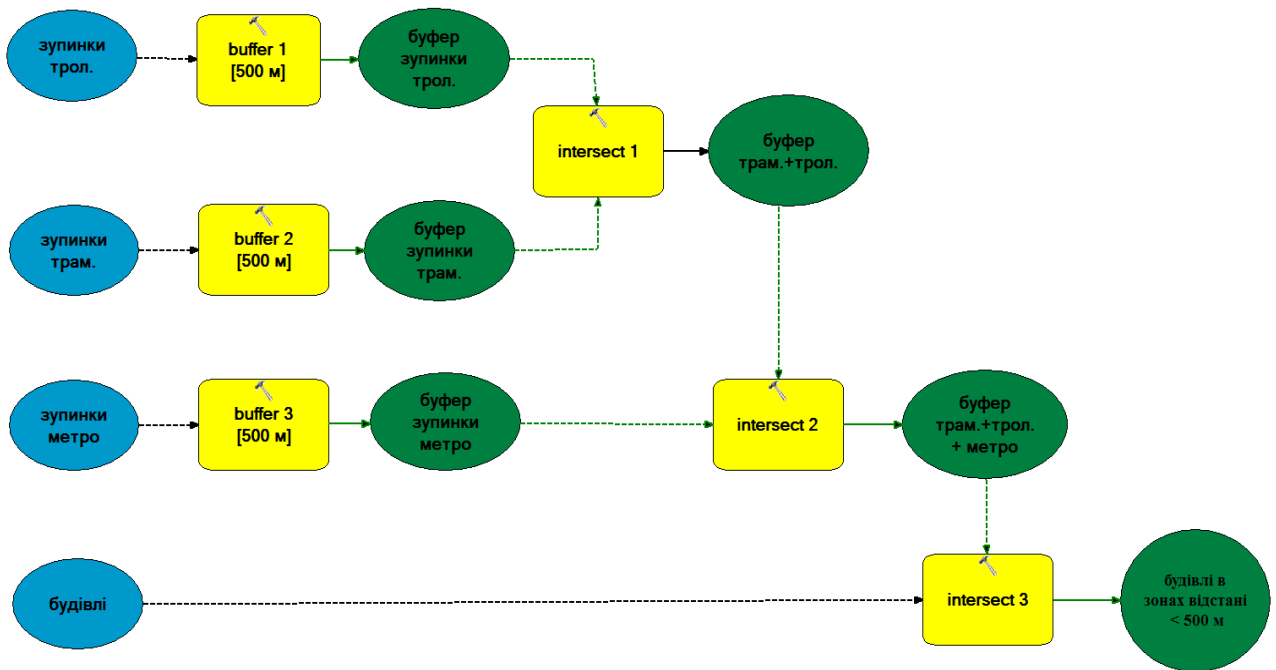 зупинки
трол.
buffer 1
[500 м]
буфер
зупинки
трол.
intersect 1
буфер
трам.+трол.
зупинки
трам.
buffer 2
[500 м]
буфер
зупинки
трам.
зупинки
метро
buffer 3
[500 м]
буфер
зупинки
метро
intersect 2
буфер
трам.+трол.
+ метро
будівлі
intersect 3
будівлі в
зонах відстані
< 500 м